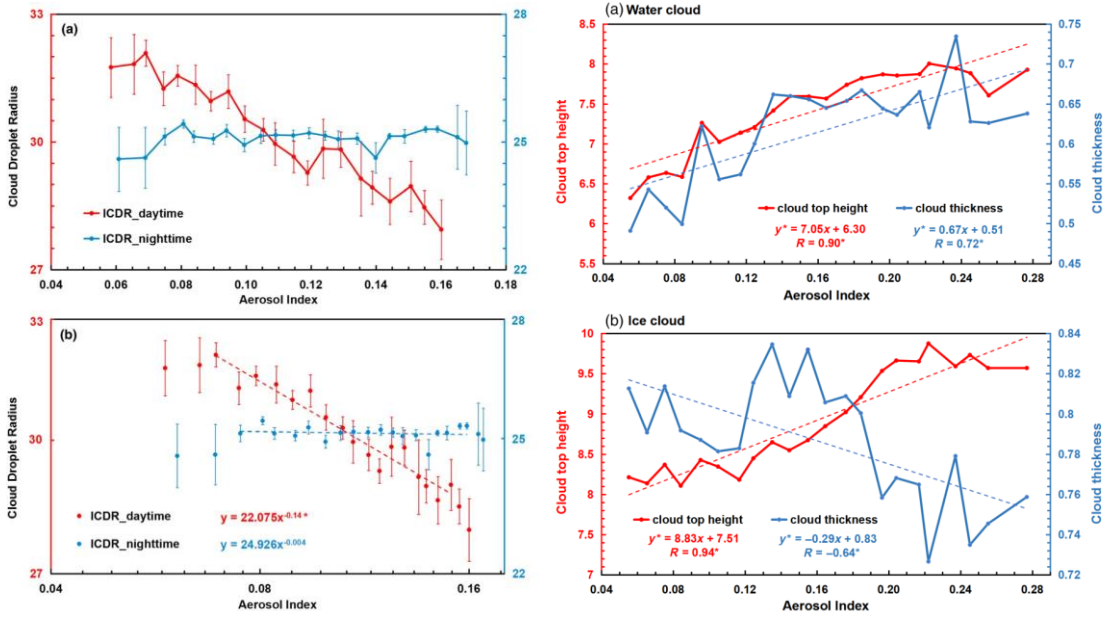 33
28
(a)
Cloud Droplet Radius
30
25
ICDR_daytime
ICDR_nighttime
27
22
0.04 0.06 0.08 0.10 0.12 0.14 0.16 0.18
Aerosol Index
33
28
(b)
Cloud Droplet Radius
30
25
ICDR_daytime y = 22.075x^-0.14 *
ICDR_nighttime y = 24.926x^-0.004
27
22
0.04 0.08 0.16
Aerosol Index
(a) Water cloud
8.5
8
7.5
7
6.5
6
5.5
Cloud top height
0.75
0.7
0.65
0.6
0.55
0.5
0.45
Cloud thickness
cloud top height cloud thickness
y* = 7.05x + 6.30 y* = 0.67x + 0.51
R = 0.90* R = 0.72*
0.04 0.08 0.12 0.16 0.20 0.24 0.28
Aerosol Index
(b) Ice cloud
10
9.5
9
8.5
8
7.5
7
Cloud top height
0.84
0.82
0.8
0.78
0.76
0.74
0.72
Cloud thickness
cloud top height cloud thickness
y* = 8.83x + 7.51 y* = −0.29x + 0.83
R = 0.94* R = −0.64*
0.04 0.08 0.12 0.16 0.20 0.24 0.28
Aerosol Index